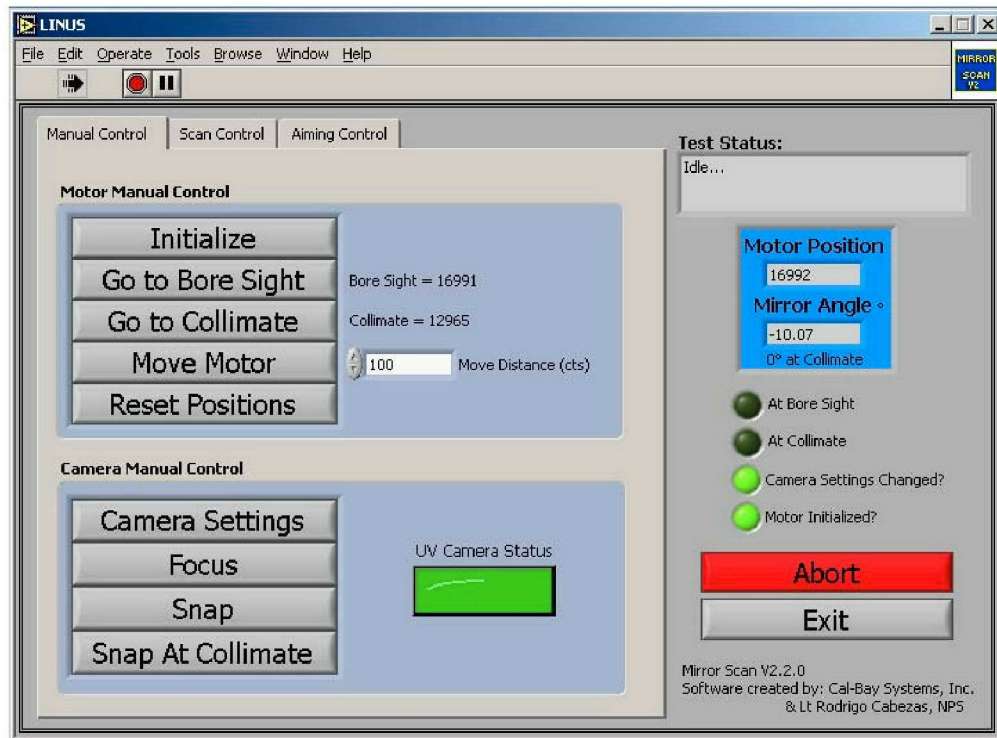 LINUS
File Edit Operate Tools Browse Window Help
MIRROR
SCAN
V2
Manual Control Scan Control Aiming Control
Motor Manual Control
Initialize
Go to Bore Sight Bore Sight = 16991
Go to Collimate Collimate = 12965
Move Motor 100 Move Distance (cts)
Reset Positions
Camera Manual Control
Camera Settings
Focus
Snap
Snap At Collimate
UV Camera Status
Test Status:
Idle...
Motor Position
16992
Mirror Angle °
-10.07
0° at Collimate
At Bore Sight
At Collimate
Camera Settings Changed?
Motor Initialized?
Abort
Exit
Mirror Scan V2.2.0
Software created by: Cal-Bay Systems, Inc.
& Lt Rodrigo Cabezas, NPS